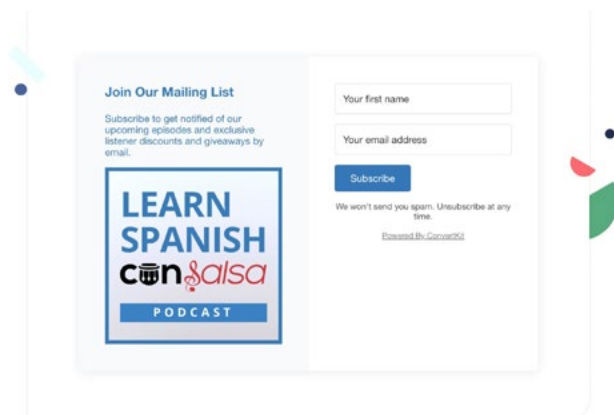 Join Our Mailing List
Subscribe to get notified of our
upcoming episodes and exclusive
listener discounts and giveaways by
email.
LEARN
SPANISH
con salsa
PODCAST
Your first name
Your email address
Subscribe
We won't send you spam. Unsubscribe at any
time.
Powered By ConvertKit